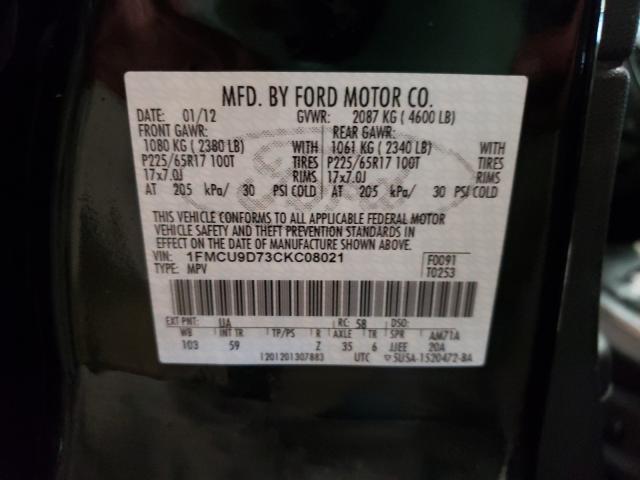 MFD. BY FORD MOTOR CO.
DATE: 01/12 GVWR: 2087 KG ( 4600 LB)
FRONT GAWR: REAR GAWR:
1080 KG ( 2380 LB) WITH 1061 KG ( 2340 LB) WITH
P225/65R17 100T TIRES P225/65R17 100T TIRES
17x7.0J RIMS 17x7.0J RIMS
AT 205 kPa/ 30 PSI COLD AT 205 kPa/ 30 PSI COLD
Ford
THIS VEHICLE CONFORMS TO ALL APPLICABLE FEDERAL MOTOR
VEHICLE SAFETY AND THEFT PREVENTION STANDARDS IN
EFFECT ON THE DATE OF MANUFACTURE SHOWN ABOVE.
VIN: 1FMCU9D73CKC08021 F0091
TYPE: MPV T0253
EXT PNT: UA RC: 58 DSO:
WB INT TR TP/PS R AXLE TR SPR AM71A
103 59 Z 35 6 JJEE 20A
1201201307883 UTC ▽5USA-1520472-BA